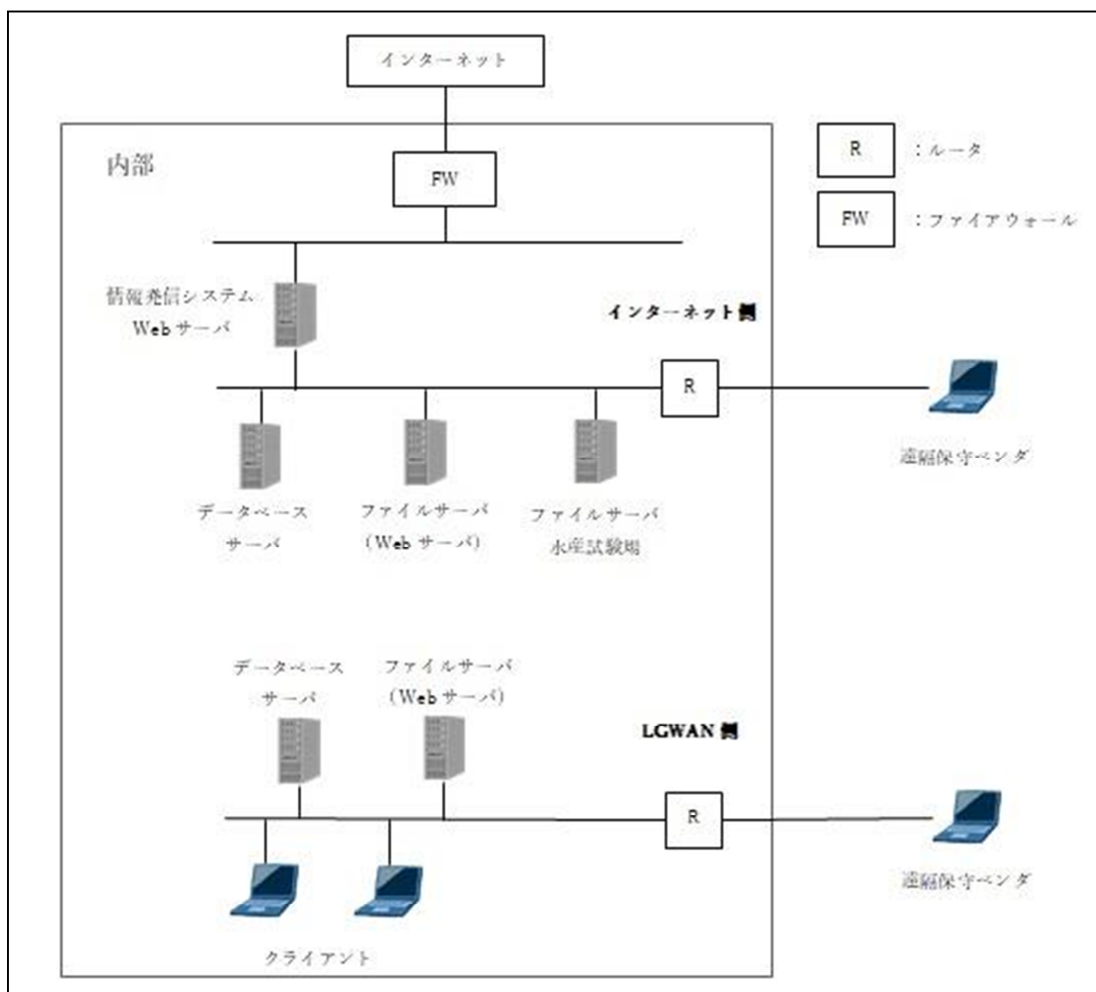 インターネット
内部
FW
R
：ルータ
FW
：ファイアウォール
情報発信システム
Webサーバ
インターネット側
R
遠隔保守ベンダ
データベース
サーバ
ファイルサーバ
（Webサーバ）
ファイルサーバ
水産試験場
データベース
サーバ
ファイルサーバ
（Webサーバ）
LGWAN側
R
遠隔保守ベンダ
クライアント